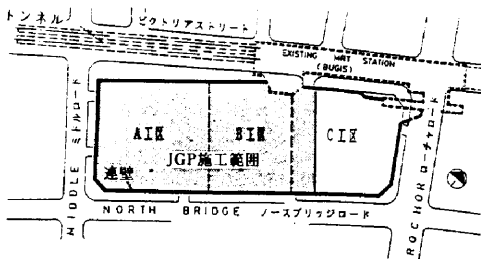 トンネル
ビクトリアストリート
EXISTING MRT STATION
(BUGIS)
MIDDLE ミドルロード
A工区
B工区
C工区
JGP施工範囲
連壁
ROCHOR ローチャロード
NORTH BRIDGE ノースブリッジロード